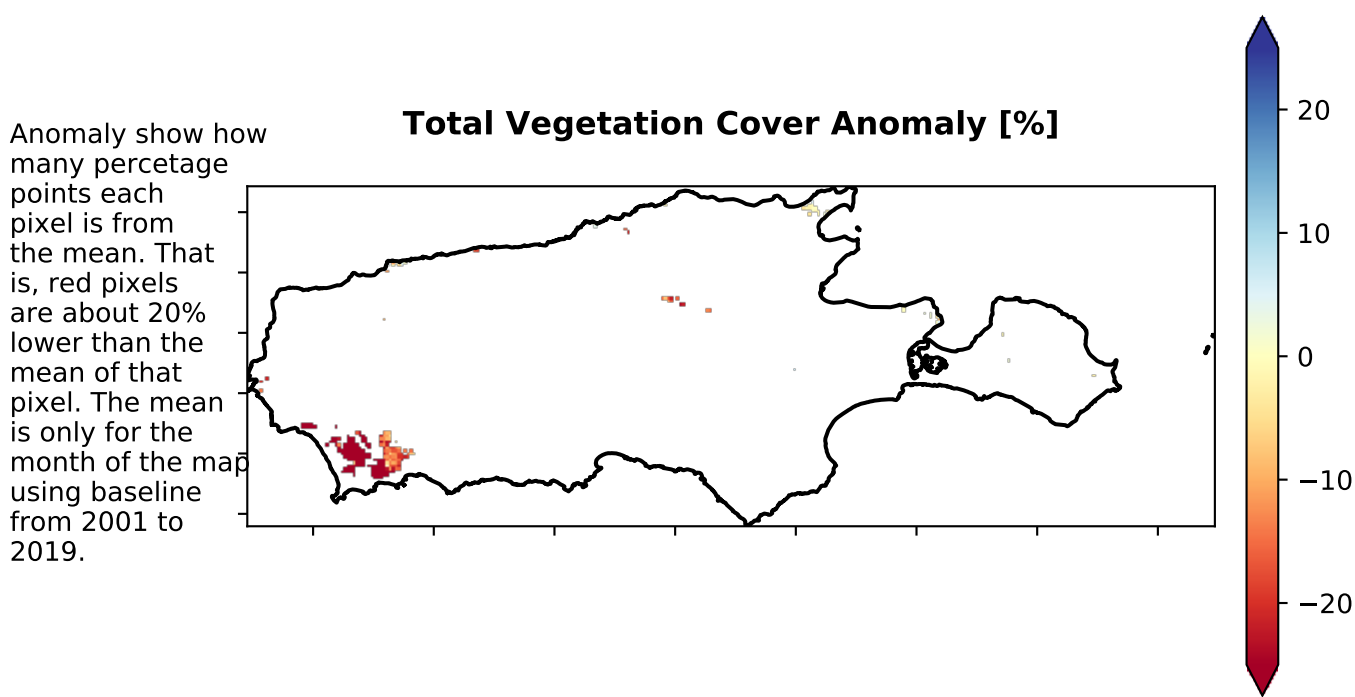 Total Vegetation Cover Anomaly [%]
Anomaly show how
many percetage
points each
pixel is from
the mean. That
is, red pixels
are about 20%
lower than the
mean of that
pixel. The mean
is only for the
month of the map
using baseline
from 2001 to
2019.
20
10
0
−10
−20